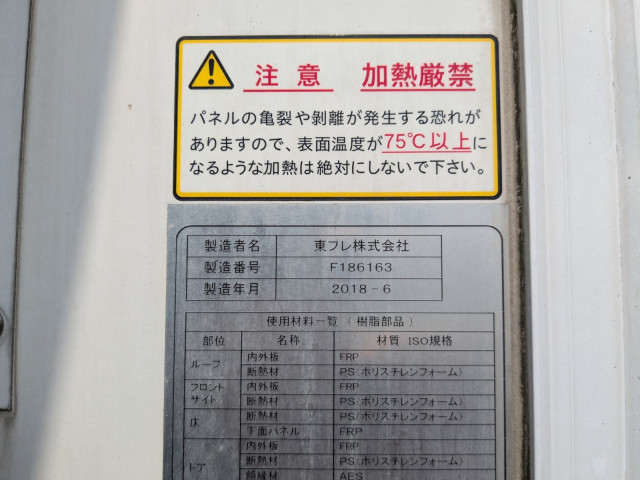 注意 加熱厳禁
パネルの亀裂や剝離が発生する恐れが
ありますので、表面温度が75℃以上に
なるような加熱は絶対にしないで下さい。
製造者名 東フレ株式会社
製造番号 F186163
製造年月 2018-6
使用材料一覧(樹脂部品)
部位 名称 材質 ISO規格
ルーフ 内外板 FRP
断熱材 PS(ポリスチレンフォーム)
フロント サイト 内外板 FRP
断熱材 PS(ポリスチレンフォーム)
床 断熱材 PS(ポリスチレンフォーム)
下面パネル FRP
ドア 内外板 FRP
断熱材 PS(ポリスチレンフォーム)
額縁材 AES